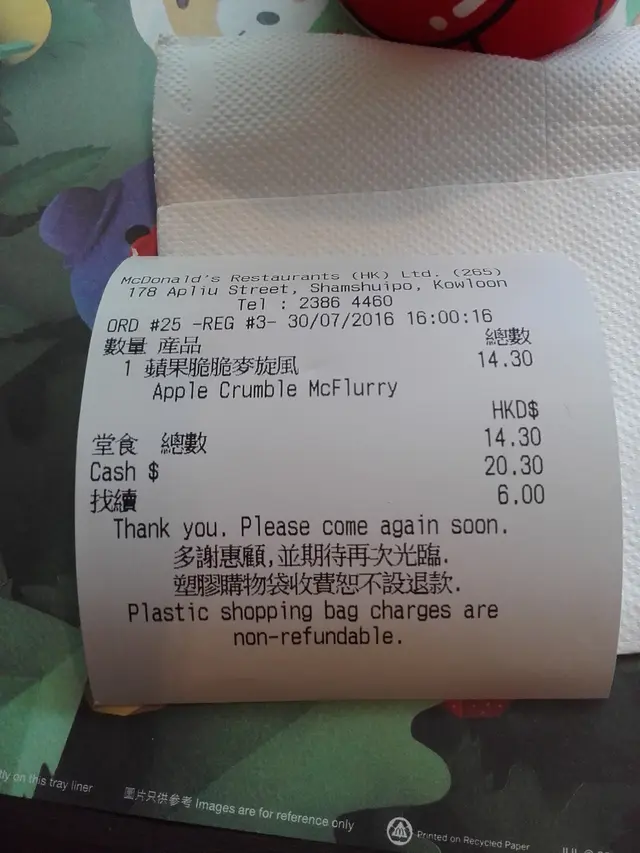 McDonald's Restaurants (HK) Ltd. (265)
178 Apliu Street, Shamshuipo, Kowloon
Tel : 2386 4460
ORD #25 -REG #3- 30/07/2016 16:00:16
數量 産品 總數
1 蘋果脆脆麥旋風 14.30
Apple Crumble McFlurry
HKD$
堂食 總數 14.30
Cash $ 20.30
找續 6.00
Thank you. Please come again soon.
多謝惠顧,並期待再次光臨.
塑膠購物袋收費恕不設退款.
Plastic shopping bag charges are
non-refundable.
on this tray liner
圖片只供參考 Images are for reference only
Printed on Recycled Paper